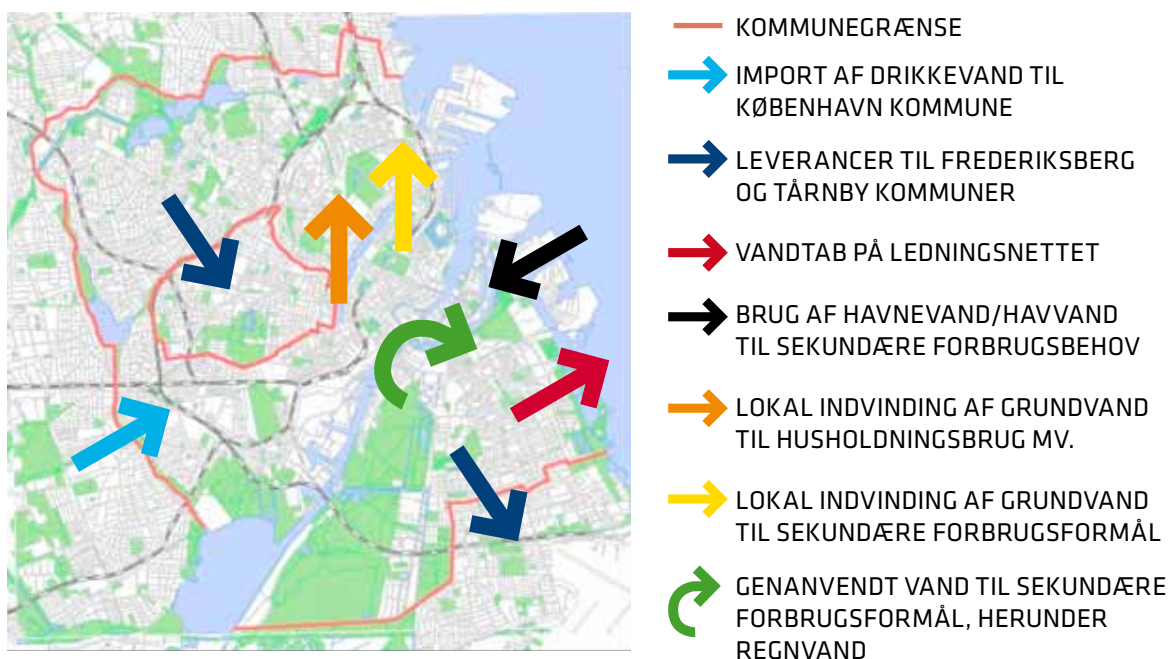 KOMMUNEGRÆNSE
IMPORT AF DRIKKEVAND TIL
KØBENHAVN KOMMUNE
LEVERANCER TIL FREDERIKSBERG
OG TÅRNBY KOMMUNER
VANDTAB PÅ LEDNINGSNETTET
BRUG AF HAVNEVAND/HAVVAND
TIL SEKUNDÆRE FORBRUGSBEHOV
LOKAL INDVINDING AF GRUNDVAND
TIL HUSHOLDNINGSBRUG MV.
LOKAL INDVINDING AF GRUNDVAND
TIL SEKUNDÆRE FORBRUGSFORMÅL
GENANVENDT VAND TIL SEKUNDÆRE
FORBRUGSFORMÅL, HERUNDER
REGNVAND